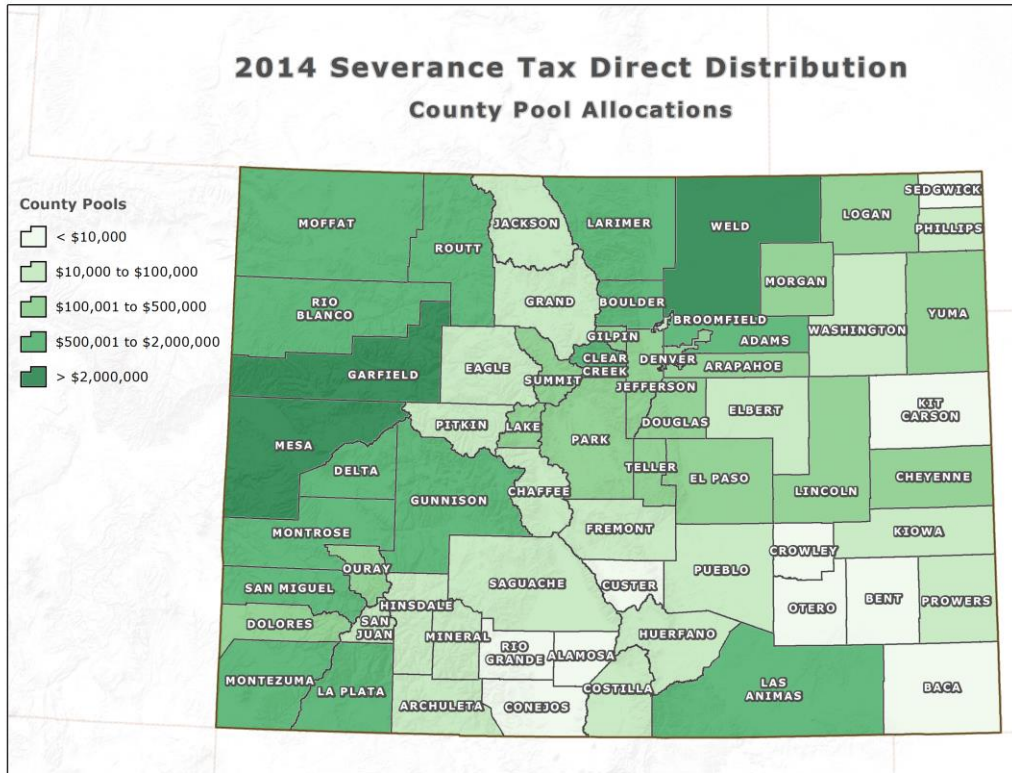 2014 Severance Tax Direct Distribution
County Pool Allocations
County Pools
< $10,000
$10,000 to $100,000
$100,001 to $500,000
$500,001 to $2,000,000
> $2,000,000
SEDGWICK
LOGAN
PHILLIPS
MOFFAT
JACKSON
LARIMER
WELD
ROUTT
MORGAN
GRAND
BOULDER
RIO
BLANCO
YUMA
BROOMFIELD
WASHINGTON
GILPIN
ADAMS
CLEAR
CREEK
DENVER
ARAPAHOE
EAGLE
GARFIELD
SUMMIT
JEFFERSON
KIT
CARSON
ELBERT
DOUGLAS
PITKIN
LAKE
PARK
MESA
DELTA
TELLER
EL PASO
CHEYENNE
LINCOLN
CHAFFEE
GUNNISON
FREMONT
MONTROSE
KIOWA
CROWLEY
OURAY
PUEBLO
SAGUACHE
CUSTER
SAN MIGUEL
BENT
PROWERS
OTERO
HINSDALE
DOLORES
SAN
JUAN
MINERAL
HUERFANO
RIO
GRANDE
ALAMOSA
MONTEZUMA
LA PLATA
COSTILLA
LAS
ANIMAS
BACA
ARCHULETA
CONEJOS